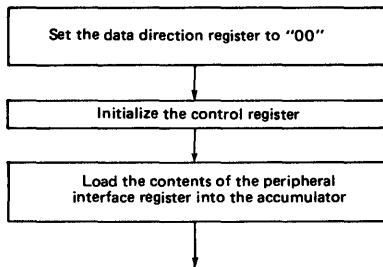 Set the data direction register to "00"
Initialize the control register
Load the contents of the peripheral
interface register into the accumulator